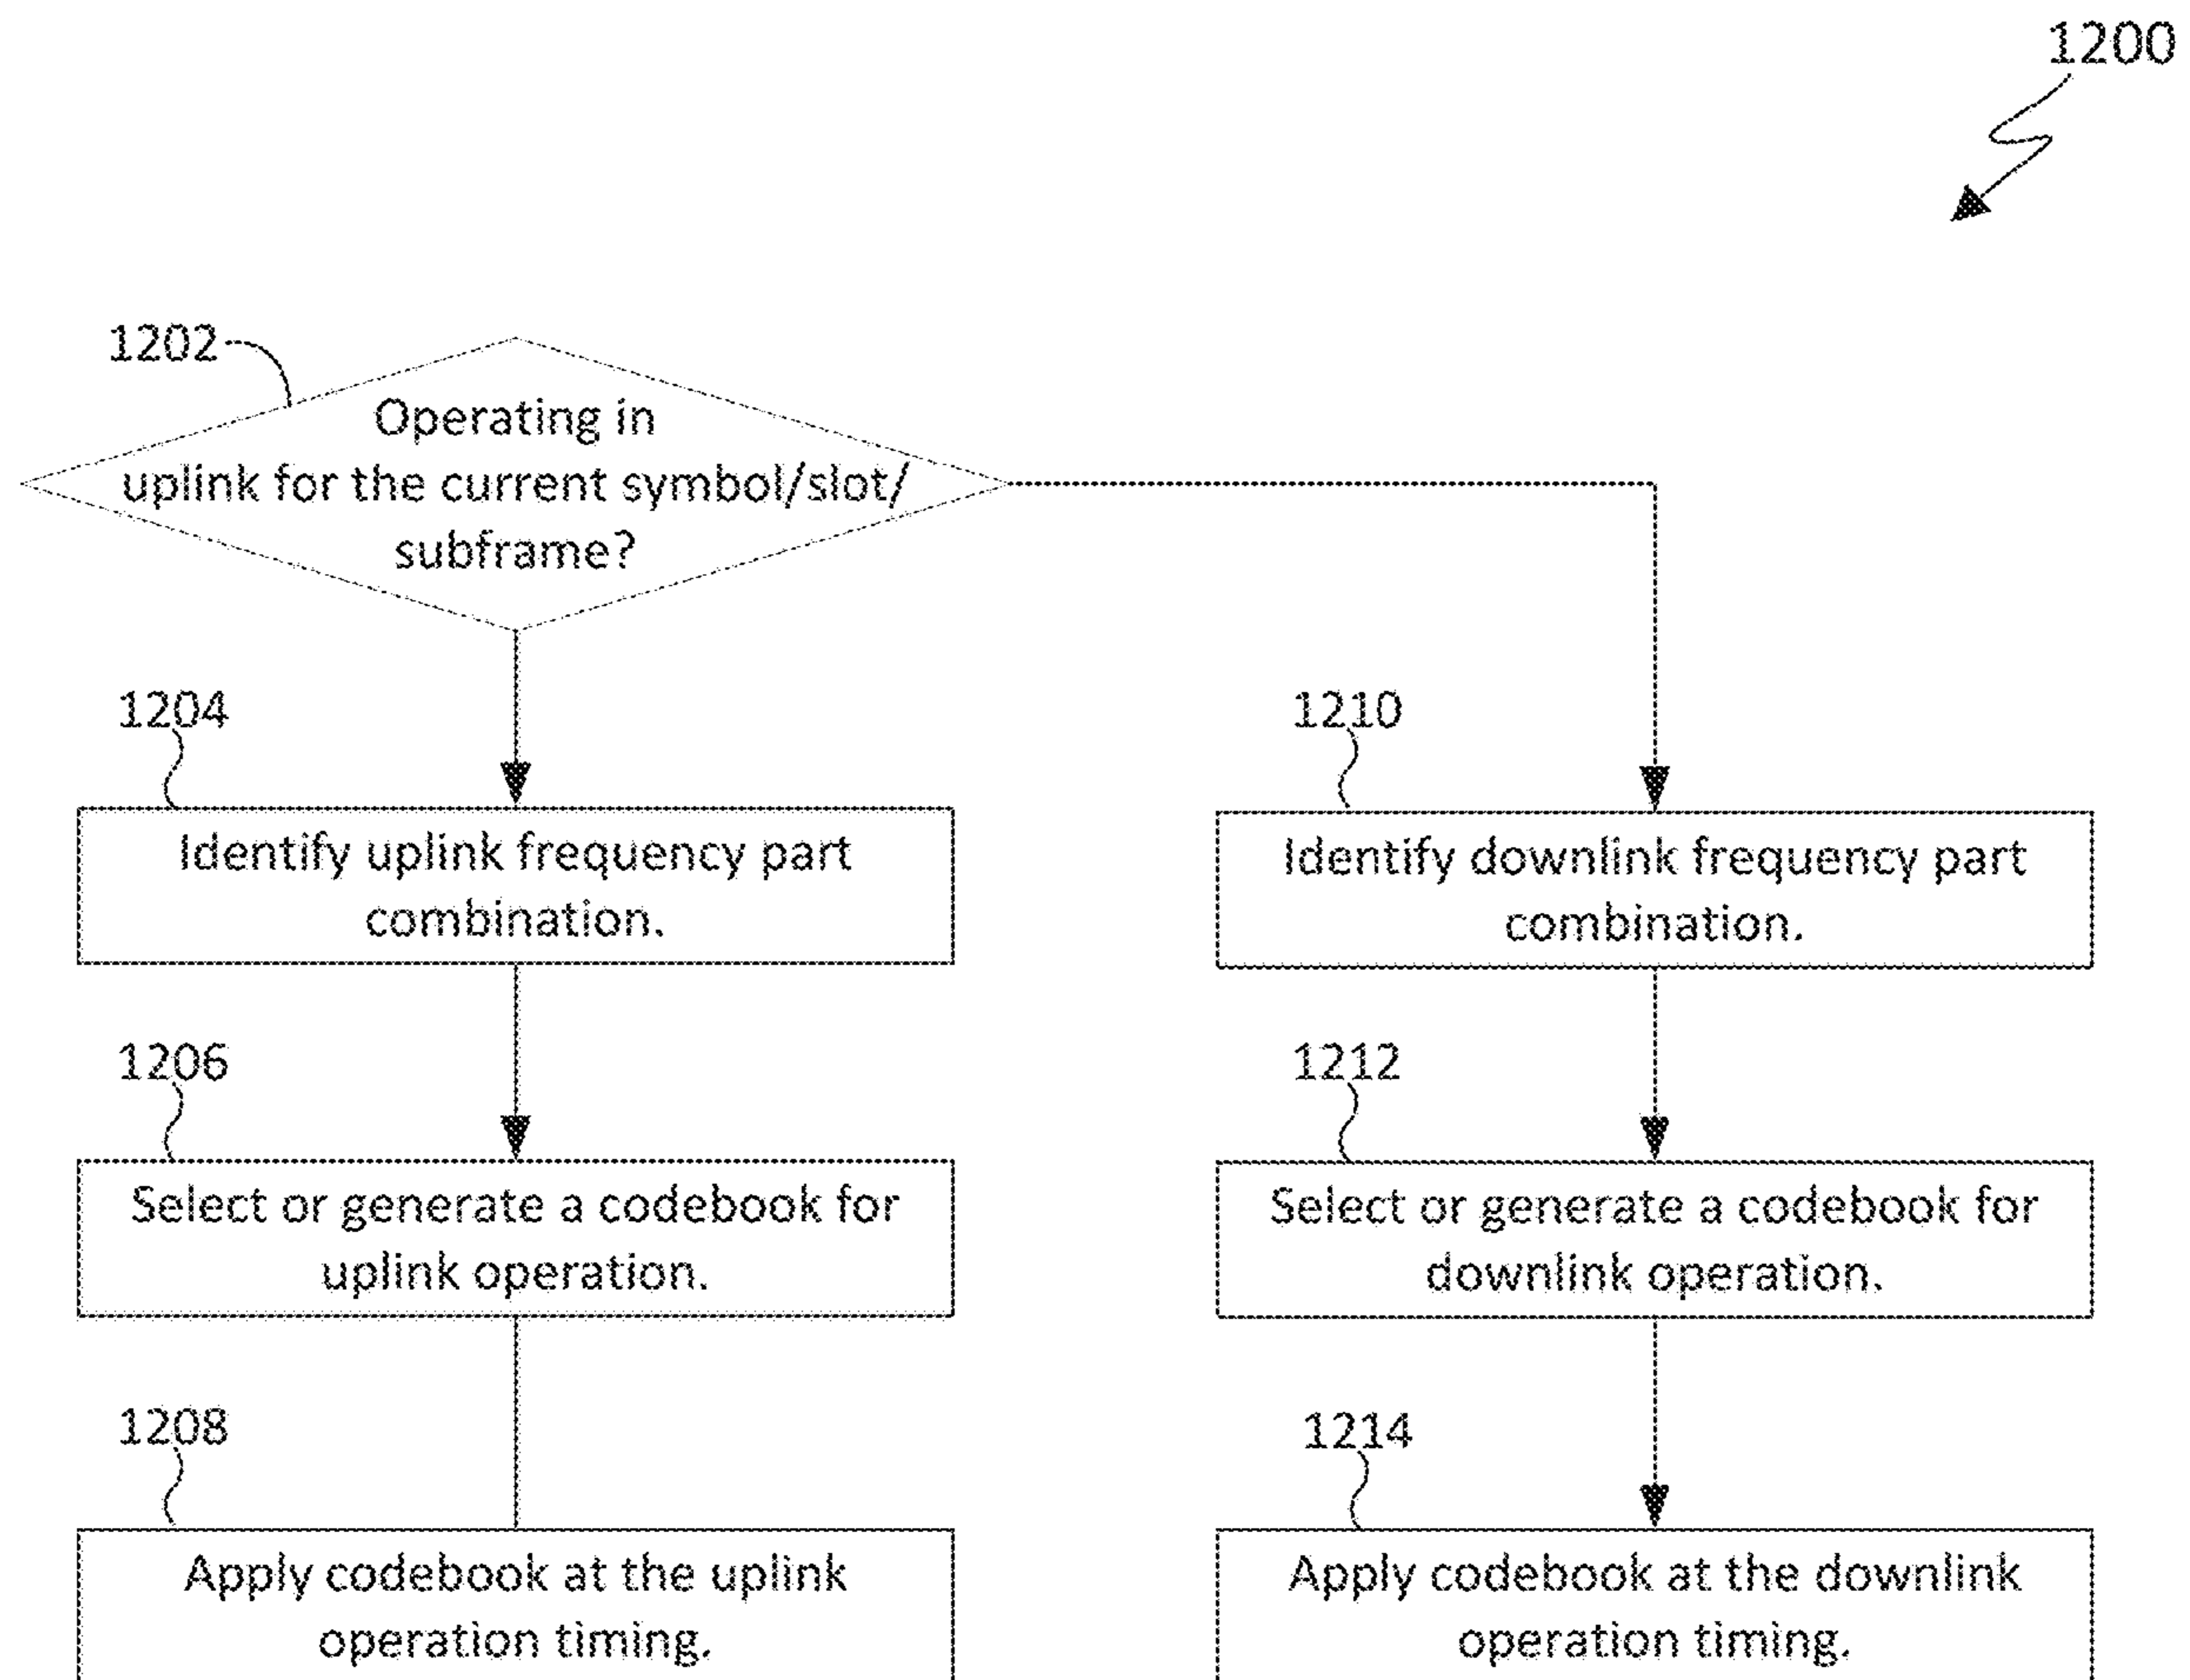 1200
1202
Operating in
uplink for the current symbol/slot/
subframe?
1204
Identify uplink frequency part
combination.
1206
Select or generate a codebook for
uplink operation.
1208
Apply codebook at the uplink
operation timing.
1210
Identify downlink frequency part
combination.
1212
Select or generate a codebook for
downlink operation.
1214
Apply codebook at the downlink
operation timing.